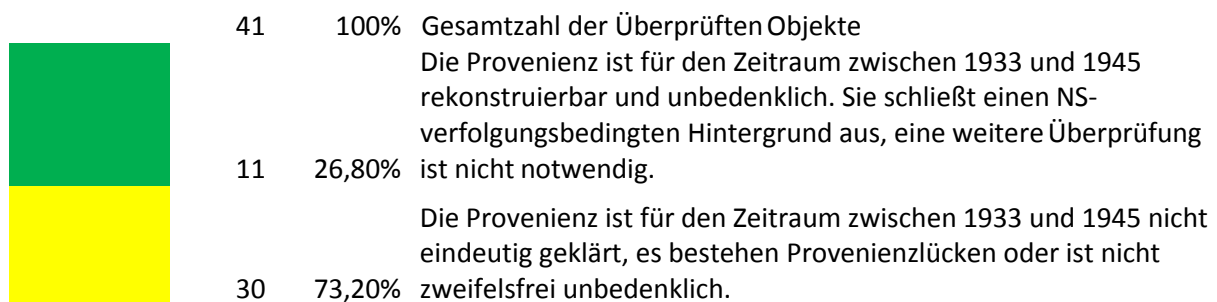 41 100% Gesamtzahl der Überprüften Objekte
Die Provenienz ist für den Zeitraum zwischen 1933 und 1945
rekonstruierbar und unbedenklich. Sie schließt einen NS-
verfolgungsbedingten Hintergrund aus, eine weitere Überprüfung
11 26,80% ist nicht notwendig.
Die Provenienz ist für den Zeitraum zwischen 1933 und 1945 nicht
eindeutig geklärt, es bestehen Provenienzlücken oder ist nicht
30 73,20% zweifelsfrei unbedenklich.